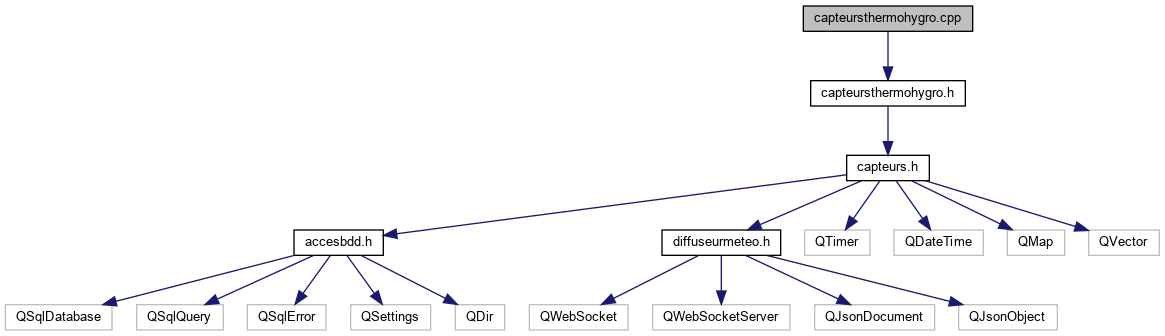 capteursthermohygro.cpp
capteursthermohygro.h
capteurs.h
accesbdd.h
diffuseurmeteo.h
QTimer
QDateTime
QMap
QVector
QSqlDatabase
QSqlQuery
QSqlError
QSettings
QDir
QWebSocket
QWebSocketServer
QJsonDocument
QJsonObject